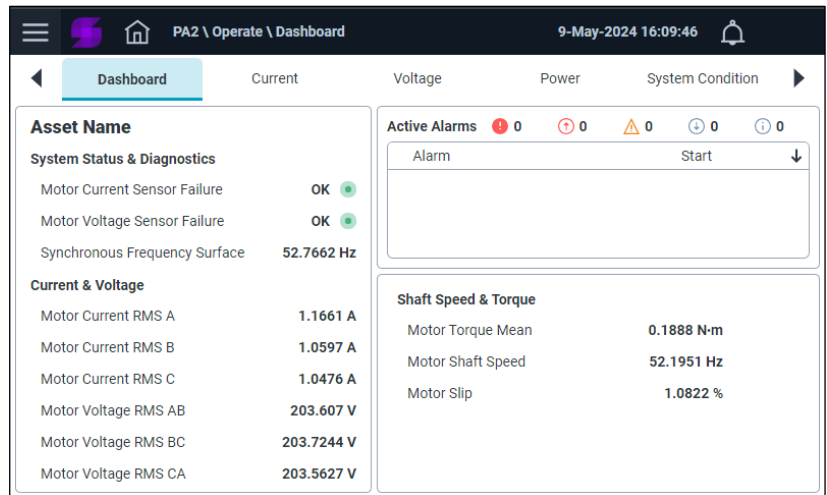 PA2 \ Operate \ Dashboard
9-May-2024 16:09:46
Dashboard Current Voltage Power System Condition
Asset Name
System Status & Diagnostics
Motor Current Sensor Failure OK
Motor Voltage Sensor Failure OK
Synchronous Frequency Surface 52.7662 Hz
Current & Voltage
Motor Current RMS A 1.1661 A
Motor Current RMS B 1.0597 A
Motor Current RMS C 1.0476 A
Motor Voltage RMS AB 203.607 V
Motor Voltage RMS BC 203.7244 V
Motor Voltage RMS CA 203.5627 V
Active Alarms 0 0 0 0 0
Alarm Start
Shaft Speed & Torque
Motor Torque Mean 0.1888 N·m
Motor Shaft Speed 52.1951 Hz
Motor Slip 1.0822 %